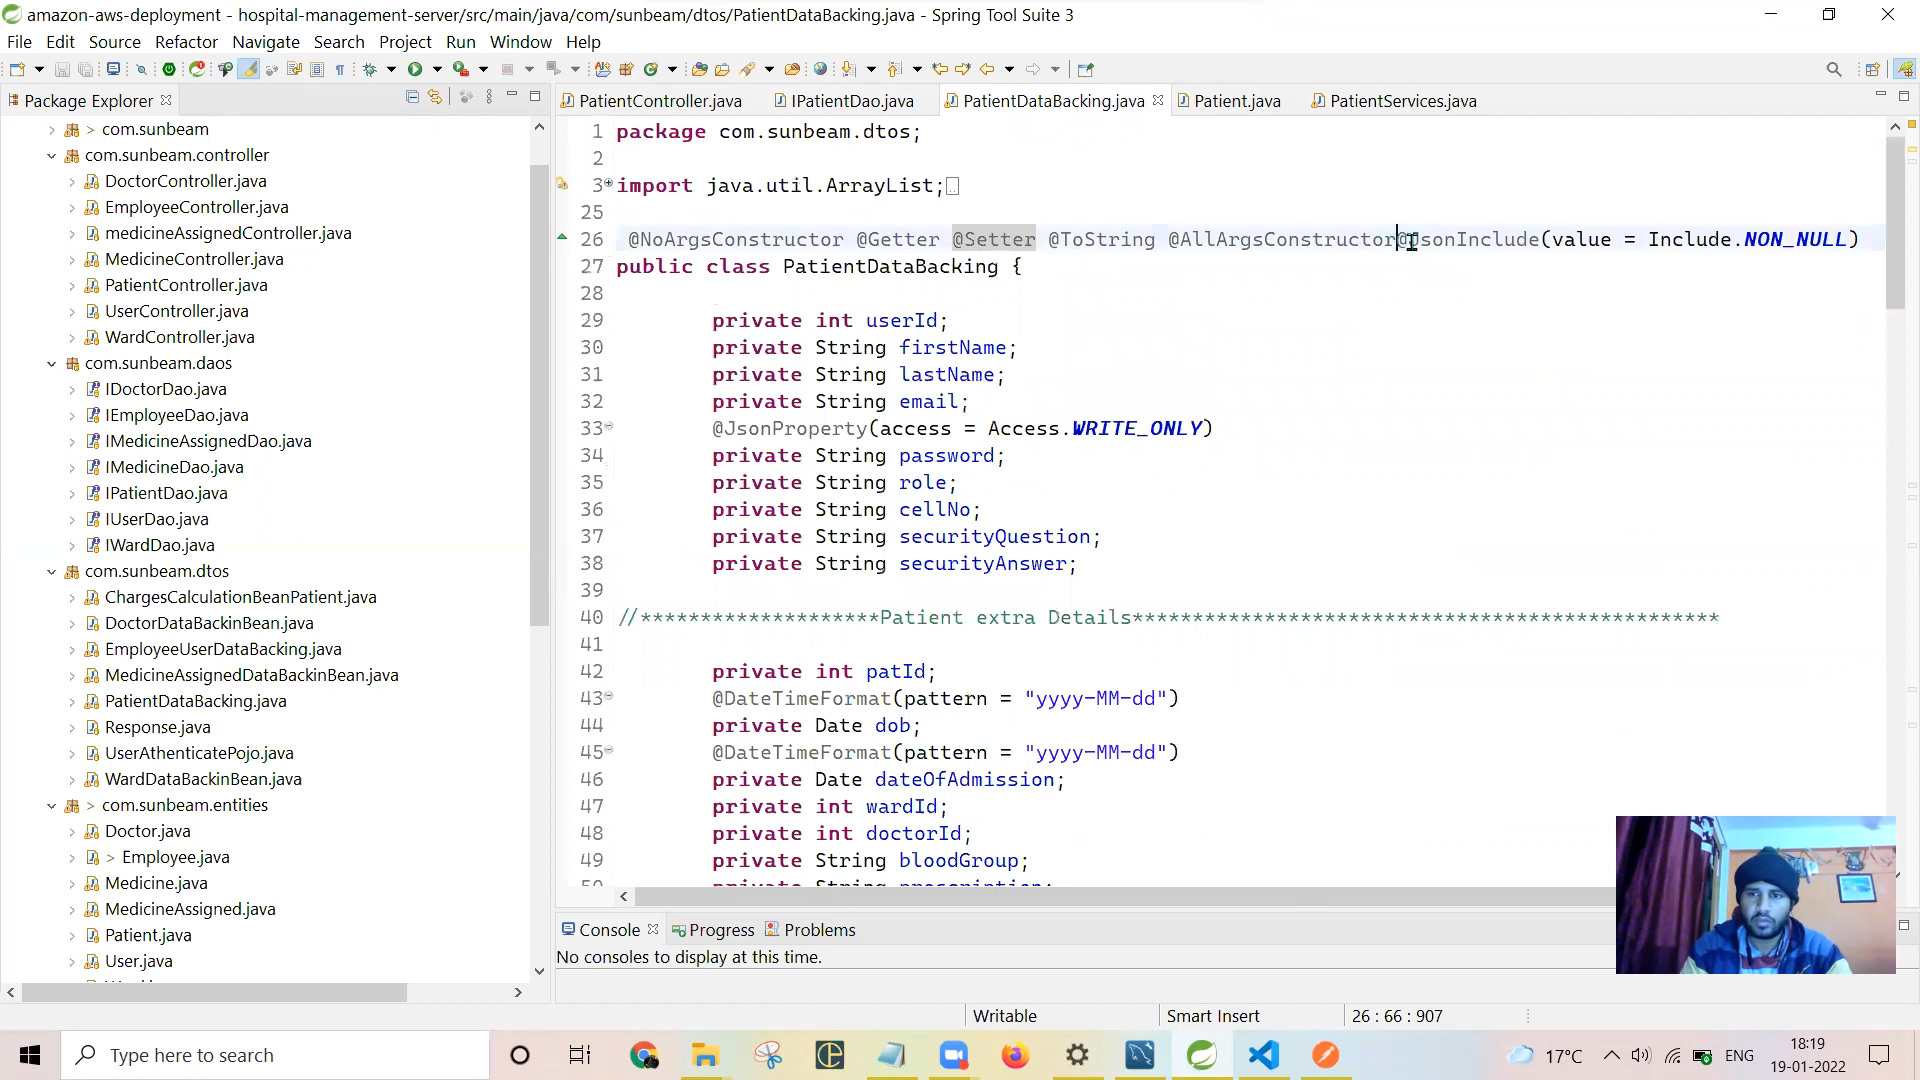 amazon-aws-deployment - hospital-management-server/src/main/java/com/sunbeam/dtos/PatientDataBacking.java - Spring Tool Suite 3
File Edit Source Refactor Navigate Search Project Run Window Help
Package Explorer
PatientController.java IPatientDao.java PatientDataBacking.java Patient.java PatientServices.java
> com.sunbeam
com.sunbeam.controller
DoctorController.java
EmployeeController.java
medicineAssignedController.java
MedicineController.java
PatientController.java
UserController.java
WardController.java
com.sunbeam.daos
IDoctorDao.java
IEmployeeDao.java
IMedicineAssignedDao.java
IMedicineDao.java
IPatientDao.java
IUserDao.java
IWardDao.java
com.sunbeam.dtos
ChargesCalculationBeanPatient.java
DoctorDataBackinBean.java
EmployeeUserDataBacking.java
MedicineAssignedDataBackinBean.java
PatientDataBacking.java
Response.java
UserAthenticatePojo.java
WardDataBackinBean.java
> com.sunbeam.entities
Doctor.java
> Employee.java
Medicine.java
MedicineAssigned.java
Patient.java
User.java
1 package com.sunbeam.dtos;
2
3 import java.util.ArrayList;
25
26 @NoArgsConstructor @Getter @Setter @ToString @AllArgsConstructor@JsonInclude(value = Include.NON_NULL)
27 public class PatientDataBacking {
28
29 private int userId;
30 private String firstName;
31 private String lastName;
32 private String email;
33 @JsonProperty(access = Access.WRITE_ONLY)
34 private String password;
35 private String role;
36 private String cellNo;
37 private String securityQuestion;
38 private String securityAnswer;
39
40 //********************Patient extra Details*************************************************
41
42 private int patId;
43 @DateTimeFormat(pattern = "yyyy-MM-dd")
44 private Date dob;
45 @DateTimeFormat(pattern = "yyyy-MM-dd")
46 private Date dateOfAdmission;
47 private int wardId;
48 private int doctorId;
49 private String bloodGroup;
Console Progress Problems
No consoles to display at this time.
Writable Smart Insert 26 : 66 : 907
Type here to search
17°C ENG
18:19
19-01-2022